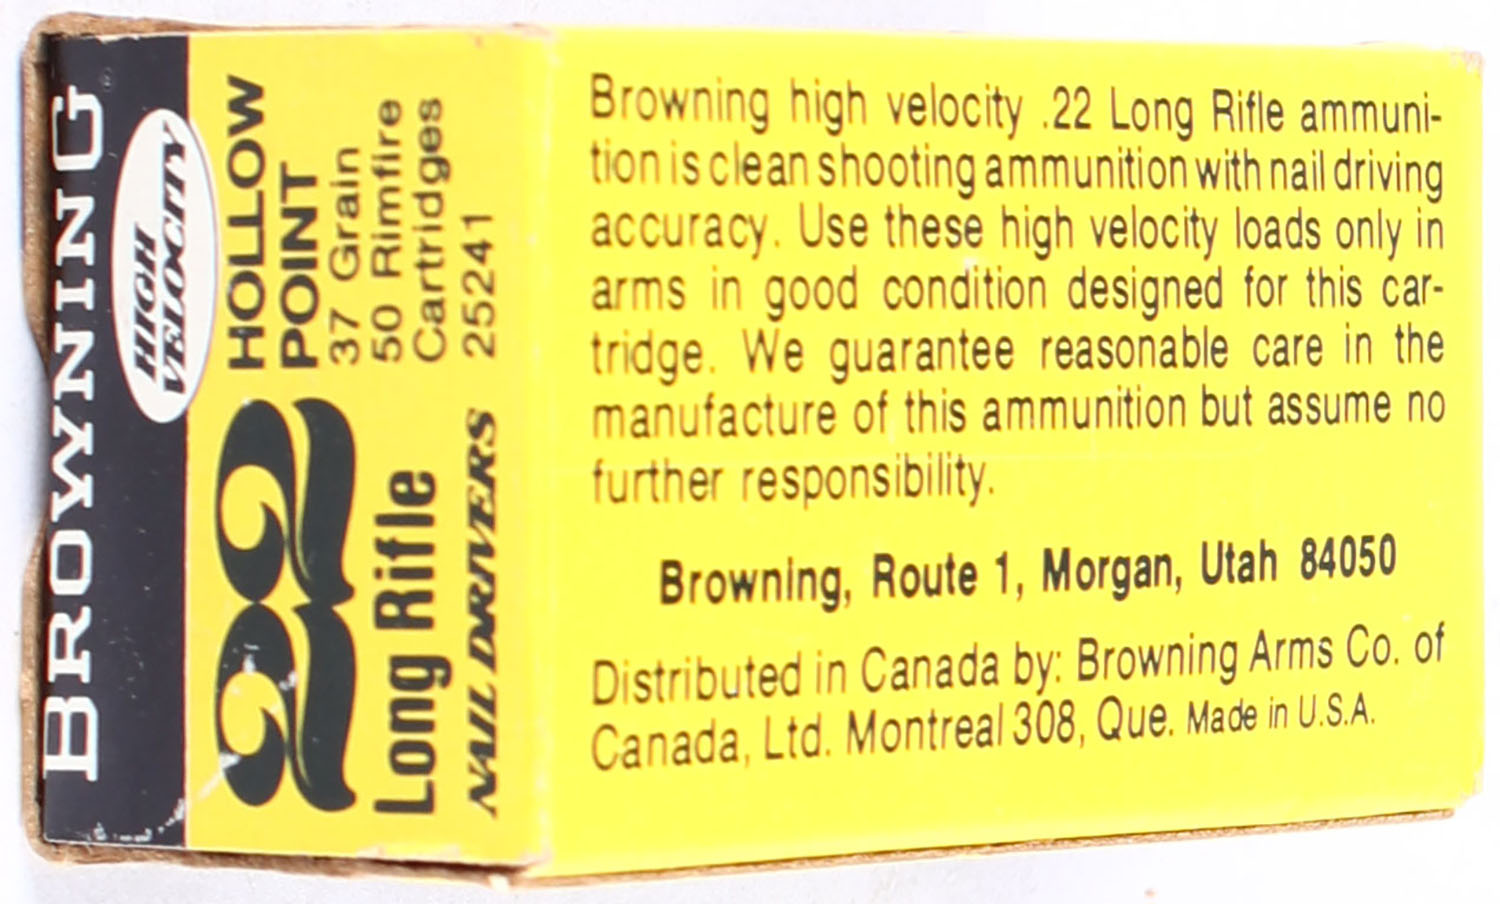 BROWNING
HIGH
VELOCITY
22
Long Rifle
NAIL DRIVERS
HOLLOW
POINT
37 Grain
50 Rimfire
Cartridges
25241
Browning high velocity .22 Long Rifle ammuni-
tion is clean shooting ammunition with nail driving
accuracy. Use these high velocity loads only in
arms in good condition designed for this car-
tridge. We guarantee reasonable care in the
manufacture of this ammunition but assume no
further responsibility.
Browning, Route 1, Morgan, Utah 84050
Distributed in Canada by: Browning Arms Co. of
Canada, Ltd. Montreal 308, Que. Made in U.S.A.